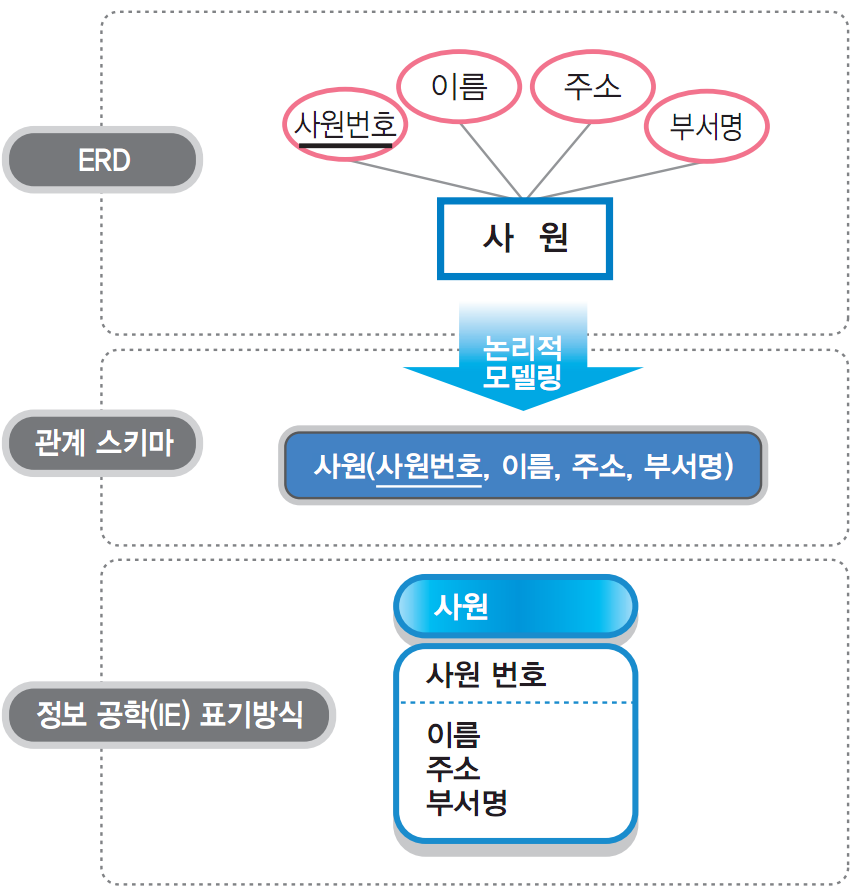 이름
주소
사원번호
부서명
ERD
사 원
논리적
모델링
관계 스키마
사원(사원번호, 이름, 주소, 부서명)
사원
사원 번호
정보 공학(IE) 표기방식
이름
주소
부서명